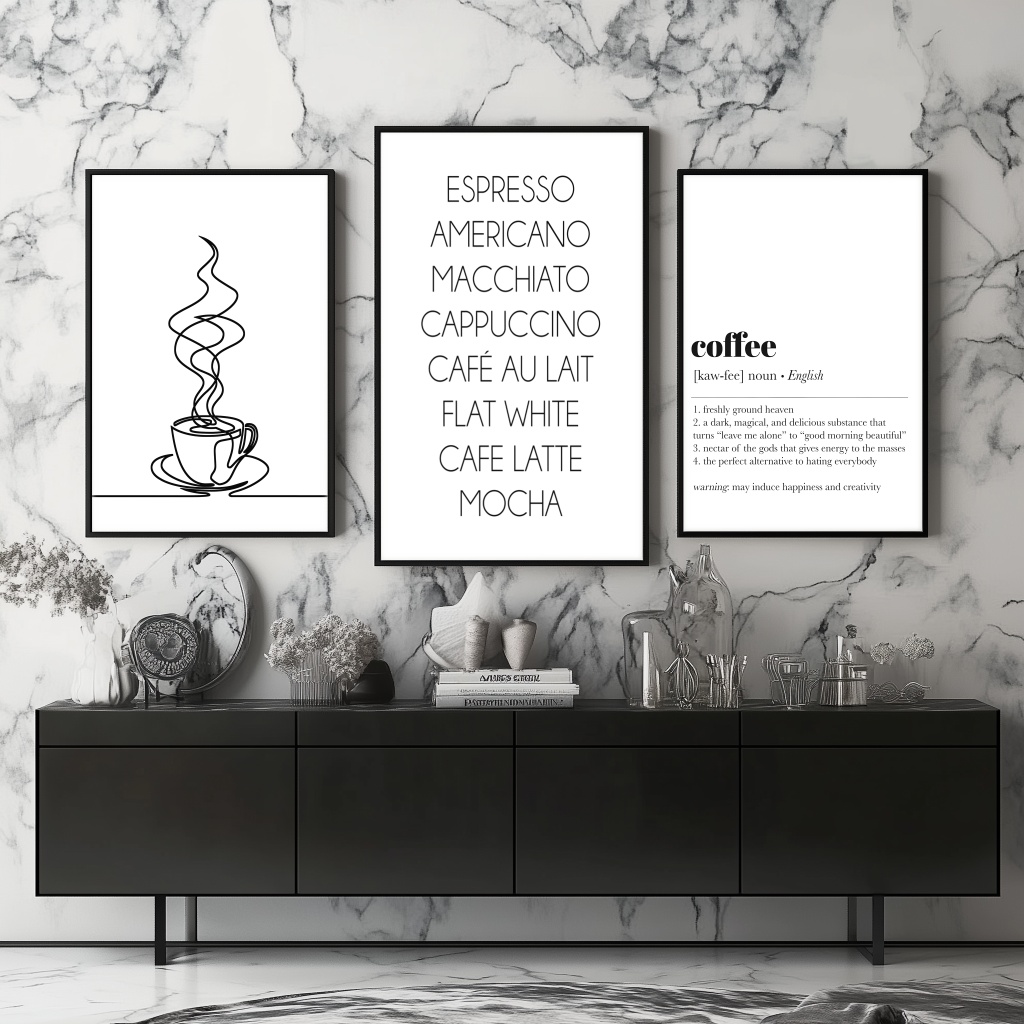 ESPRESSO
AMERICANO
MACCHIATO
CAPPUCCINO
CAFÉ AU LAIT
FLAT WHITE
CAFE LATTE
MOCHA
coffee
[kaw-fee] noun • English
1. freshly ground heaven
2. a dark, magical, and delicious substance that
turns “leave me alone” to “good morning beautiful”
3. nectar of the gods that gives energy to the masses
4. the perfect alternative to hating everybody
warning: may induce happiness and creativity